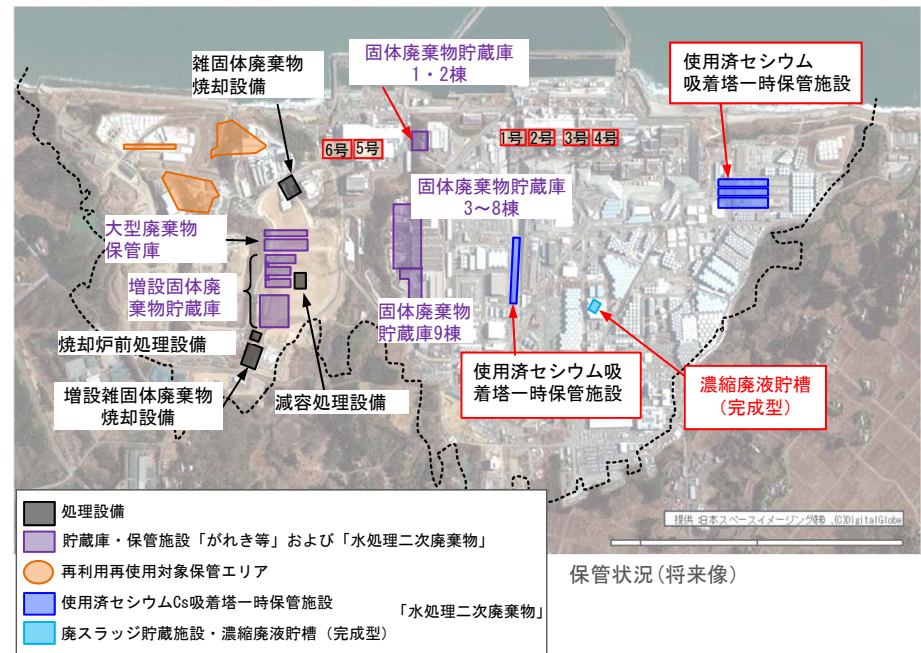 雑固体廃棄物
焼却設備
固体廃棄物貯蔵庫
1・2棟
使用済セシウム
吸着塔一時保管施設
6号
5号
1号
2号
3号
4号
固体廃棄物貯蔵庫
3～8棟
大型廃棄物
保管庫
増設固体廃
棄物貯蔵庫
固体廃棄物
貯蔵庫9棟
焼却炉前処理設備
増設雑固体廃棄物
焼却設備
減容処理設備
使用済セシウム吸
着塔一時保管施設
濃縮廃液貯槽
(完成型)
処理設備
貯蔵庫・保管施設「がれき等」および「水処理二次廃棄物」
再利用再使用対象保管エリア
使用済セシウムCs吸着塔一時保管施設
「水処理二次廃棄物」
廃スラッジ貯蔵施設・濃縮廃液貯槽(完成型)
提供：日本スペースイメージング㈱、(C)DigitalGlobe
保管状況(将来像)